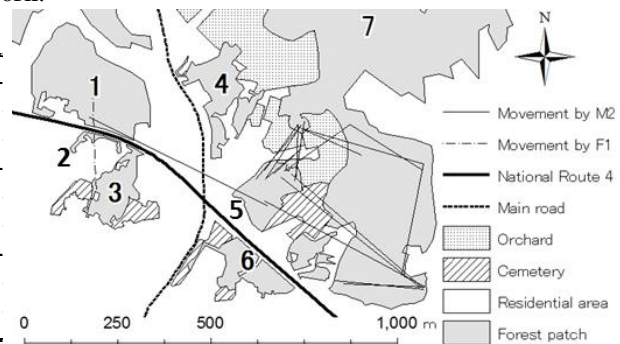 7
N
1
4
2
3
5
6
Movement by M2
Movement by F1
National Route 4
Main road
Orchard
Cemetery
Residential area
Forest patch
0 250 500 1,000 m